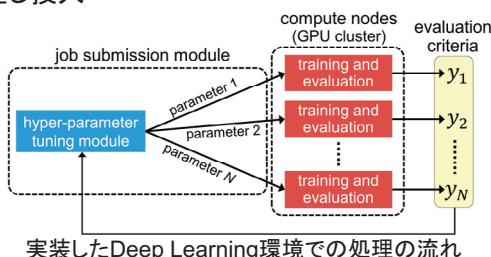 compute nodes
(GPU cluster)
evaluation
criteria
job submission module
hyper-parameter
tuning module
parameter 1
parameter 2
parameter N
training and
evaluation
training and
evaluation
training and
evaluation
y₁
y₂
y_N
実装したDeep Learning環境での処理の流れ